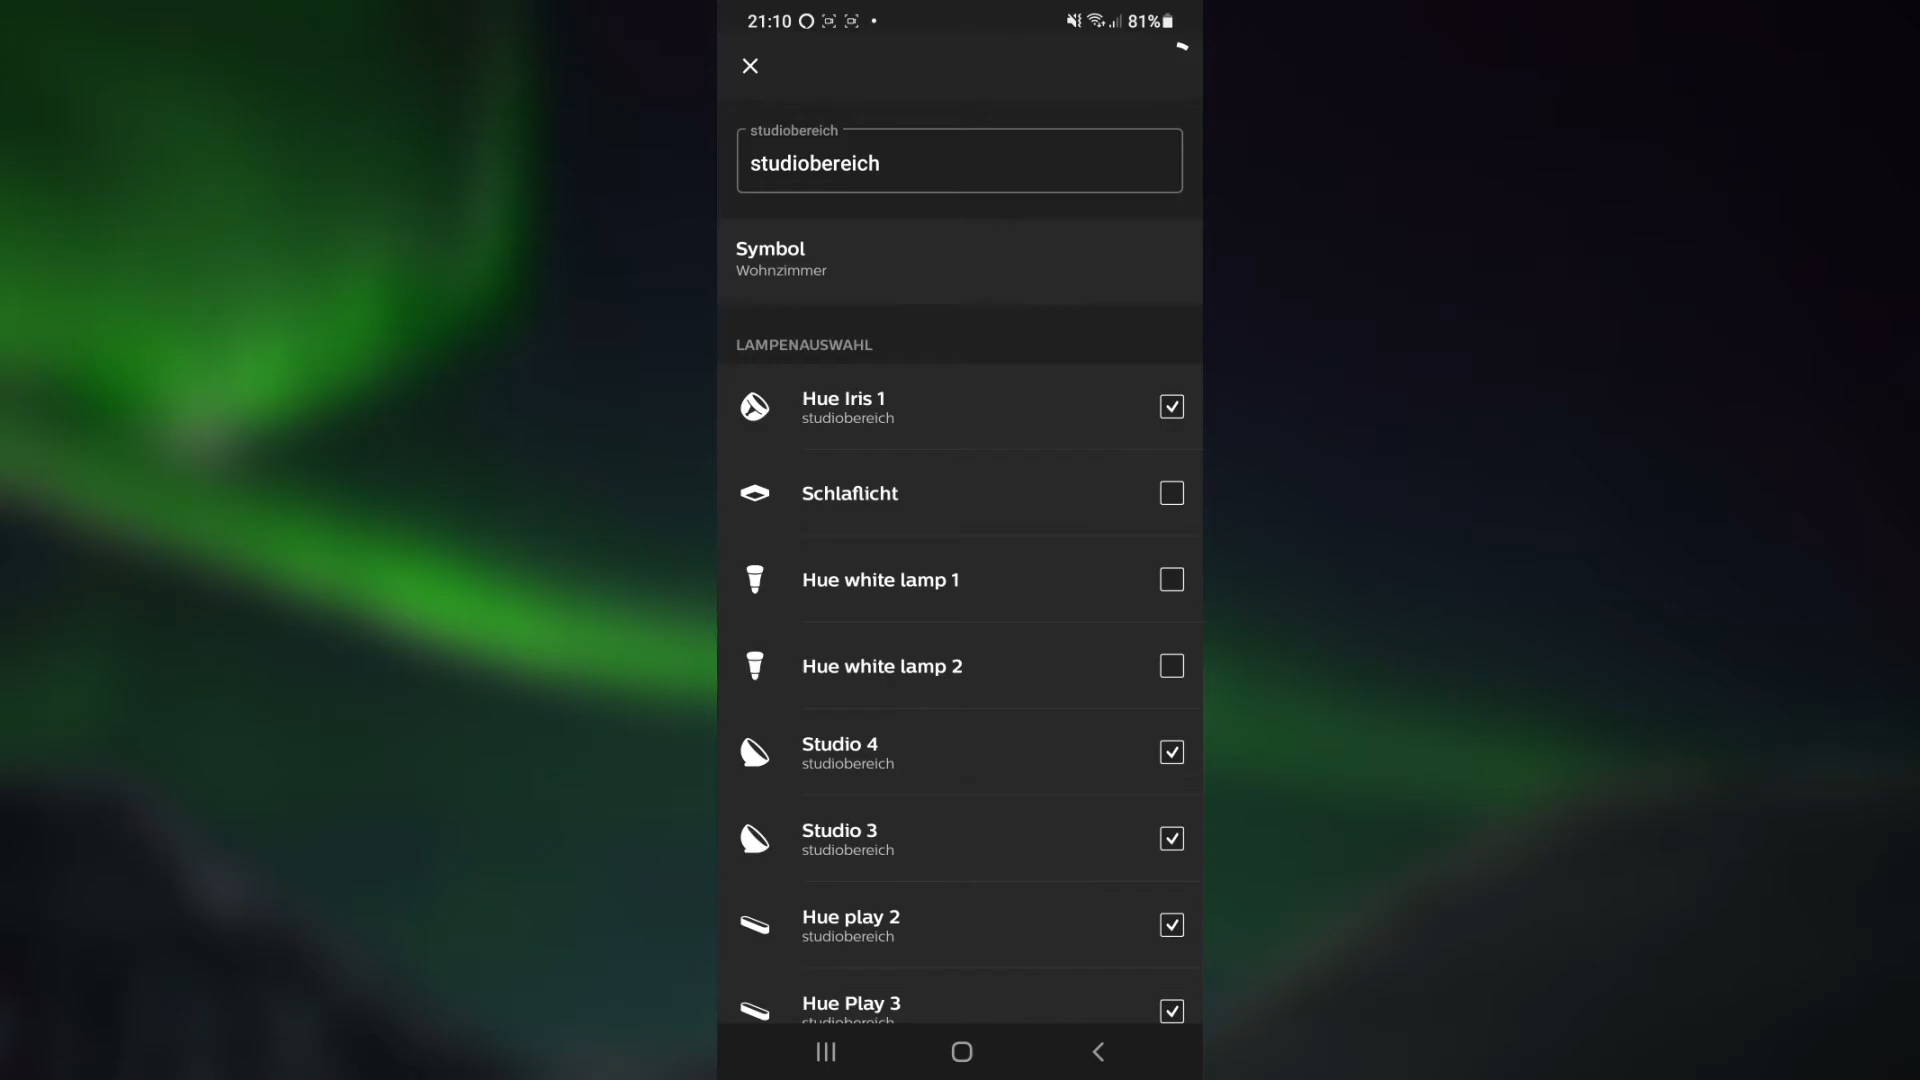 21:10
81%
studiobereich
studiobereich
Symbol
Wohnzimmer
LAMPENAUSWAHL
Hue Iris 1
studiobereich
Schlaflicht
Hue white lamp 1
Hue white lamp 2
Studio 4
studiobereich
Studio 3
studiobereich
Hue play 2
studiobereich
Hue Play 3
studiobereich